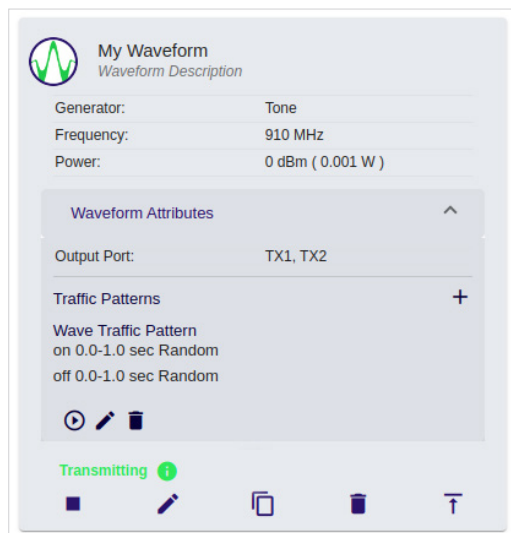 My Waveform
Waveform Description
Generator: Tone
Frequency: 910 MHz
Power: 0 dBm ( 0.001 W )
Waveform Attributes
Output Port: TX1, TX2
Traffic Patterns +
Wave Traffic Pattern
on 0.0-1.0 sec Random
off 0.0-1.0 sec Random
Transmitting i